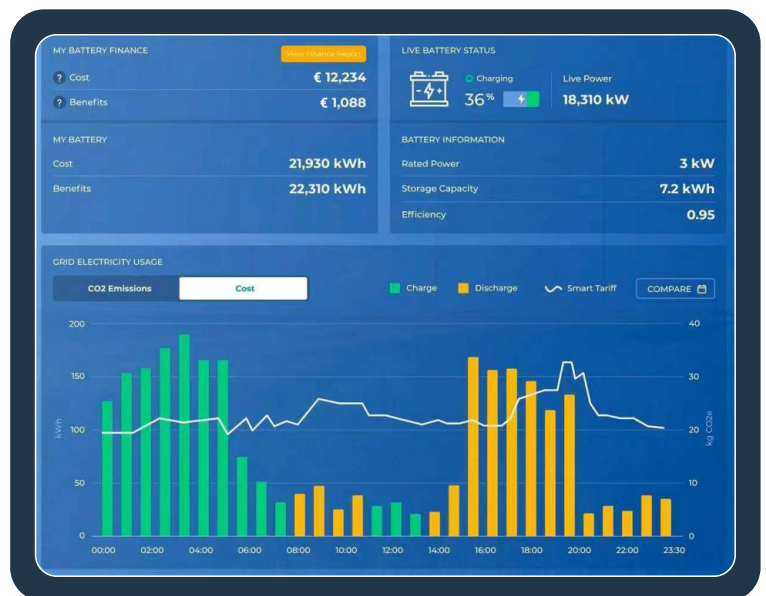 MY BATTERY FINANCE
View Finance Report
? Cost € 12,234
? Benefits € 1,088
MY BATTERY
Cost 21,930 kWh
Benefits 22,310 kWh
LIVE BATTERY STATUS
Charging
36%
Live Power
18,310 kW
BATTERY INFORMATION
Rated Power 3 kW
Storage Capacity 7.2 kWh
Efficiency 0.95
GRID ELECTRICITY USAGE
CO2 Emissions Cost
Charge Discharge Smart Tariff COMPARE
200 40
150 30
100 20
50 10
0 0
kWh
kg CO2e
00:00 02:00 04:00 06:00 08:00 10:00 12:00 14:00 16:00 18:00 20:00 22:00 23:30